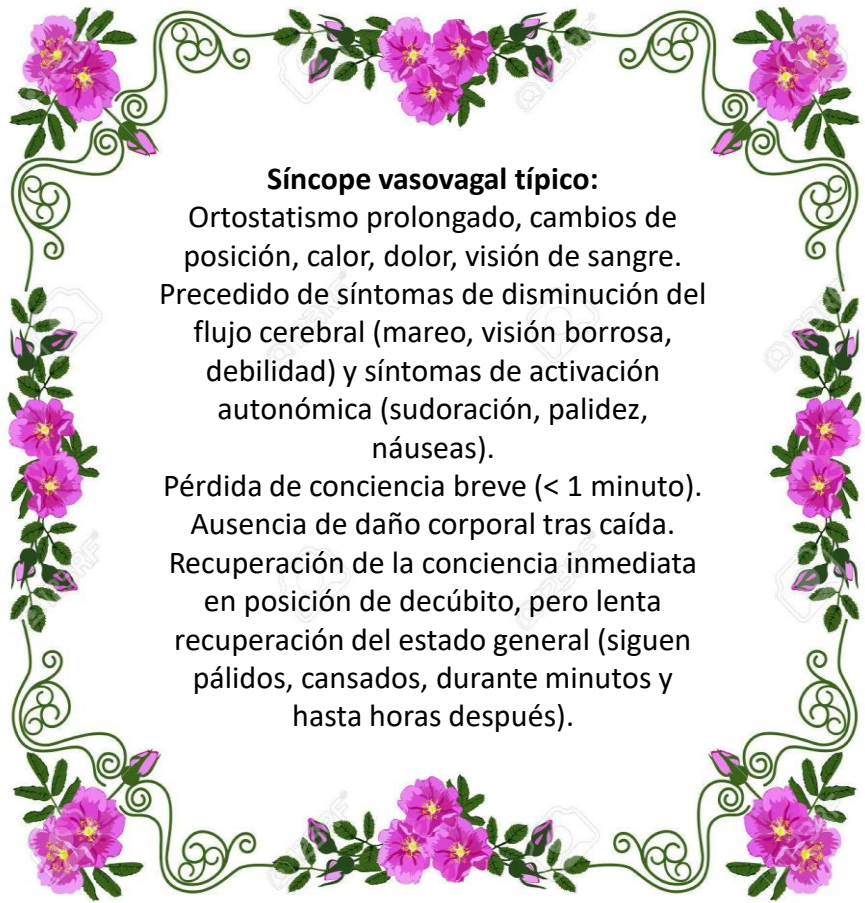 Síncope vasovagal típico:
Ortostatismo prolongado, cambios de
posición, calor, dolor, visión de sangre.
Precedido de síntomas de disminución del
flujo cerebral (mareo, visión borrosa,
debilidad) y síntomas de activación
autonómica (sudoración, palidez,
náuseas).
Pérdida de conciencia breve (< 1 minuto).
Ausencia de daño corporal tras caída.
Recuperación de la conciencia inmediata
en posición de decúbito, pero lenta
recuperación del estado general (siguen
pálidos, cansados, durante minutos y
hasta horas después).